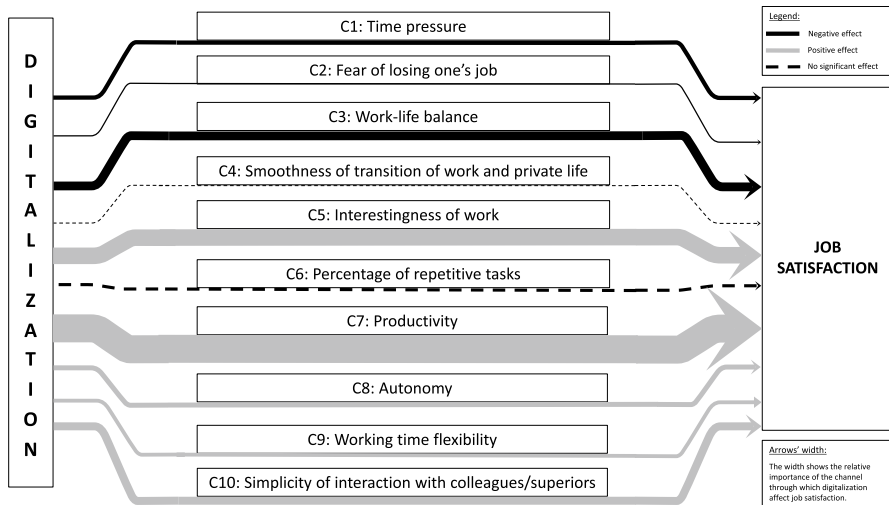 DIGITALIZATION
C1: Time pressure
C2: Fear of losing one's job
C3: Work-life balance
C4: Smoothness of transition of work and private life
C5: Interestingness of work
C6: Percentage of repetitive tasks
C7: Productivity
C8: Autonomy
C9: Working time flexibility
C10: Simplicity of interaction with colleagues/superiors
Legend:
Negative effect
Positive effect
No significant effect
JOB
SATISFACTION
Arrows' width:
The width shows the relative
importance of the channel
through which digitalization
affect job satisfaction.